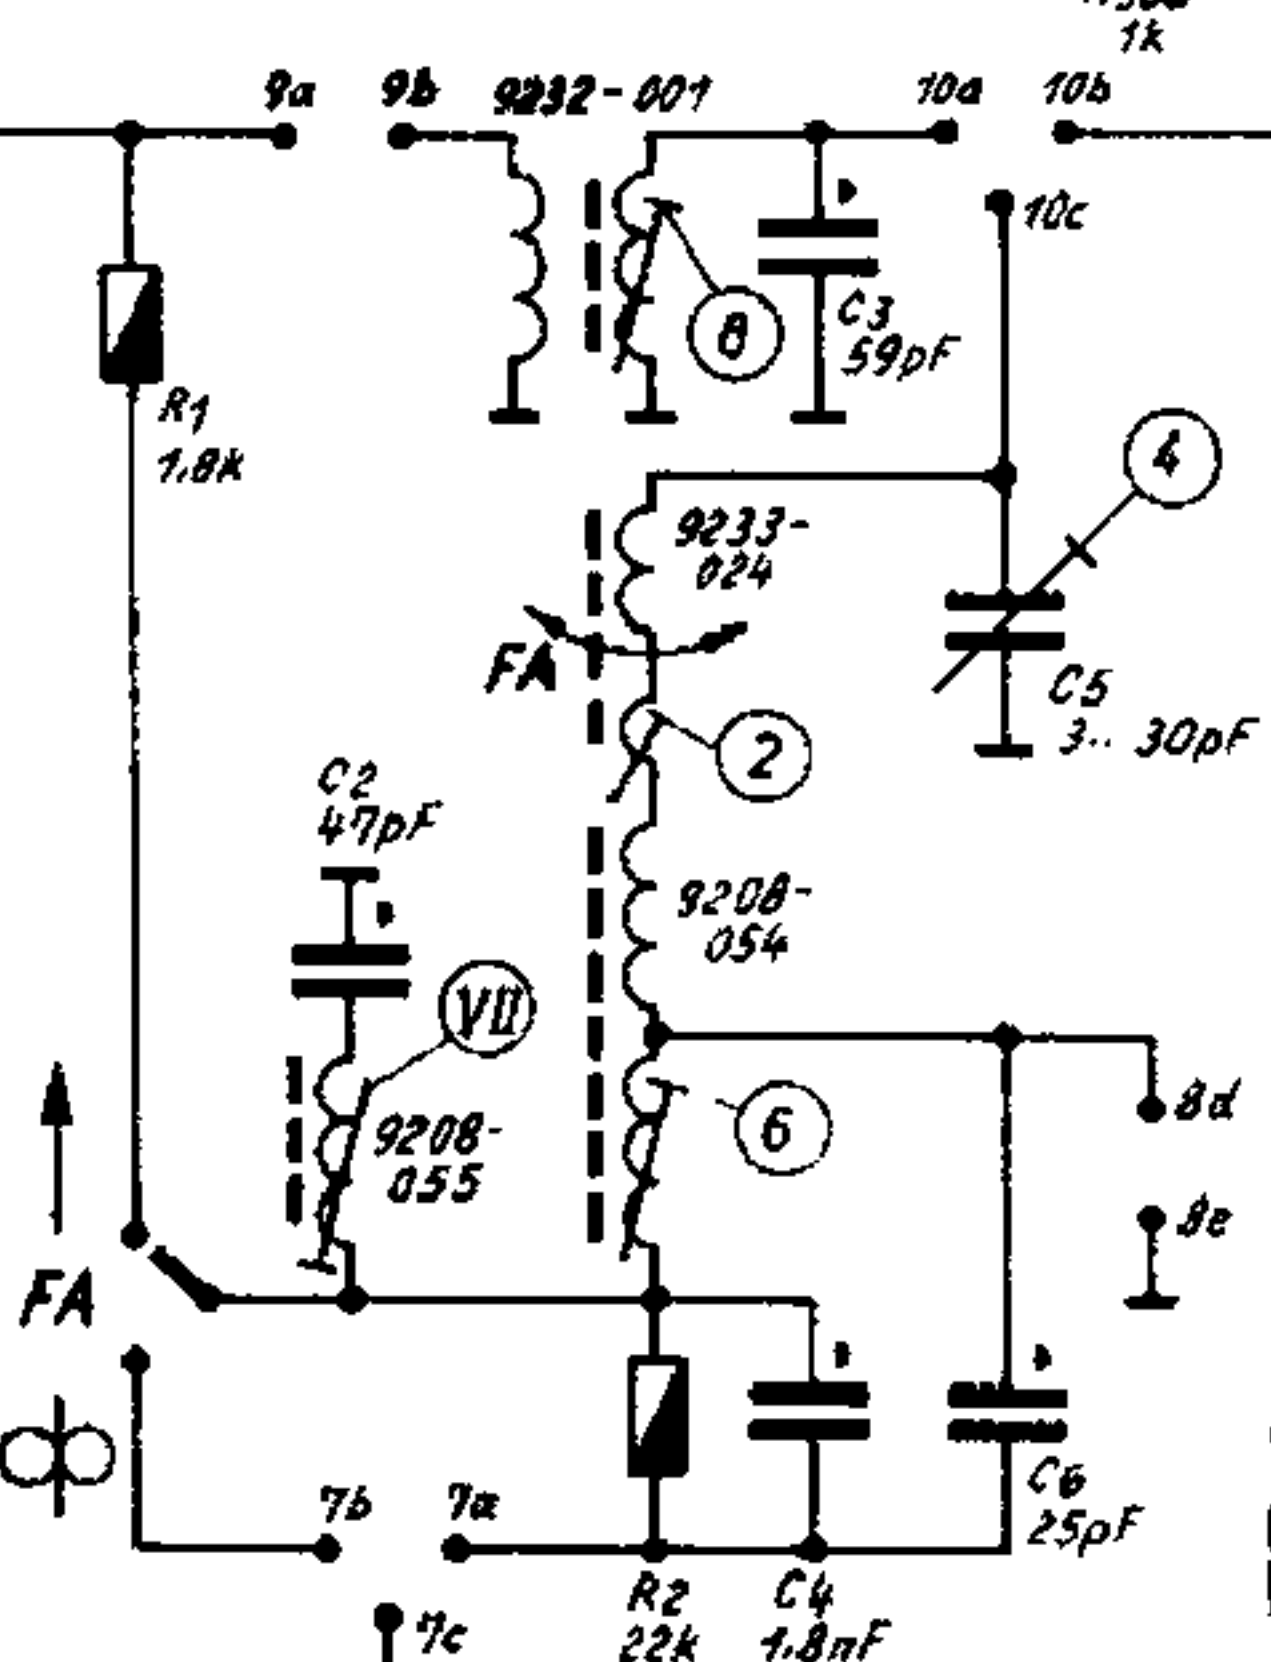 1k
9a
9b
9232-001
10a
10b
10c
8
C3
59pF
R1
1,8k
4
9233-
024
FA
C5
3.. 30pF
2
C2
47pF
9208-
054
VII
6
9208-
055
8d
8e
FA
7b
7a
C6
25pF
R2
22k
C4
1,8nF
7c